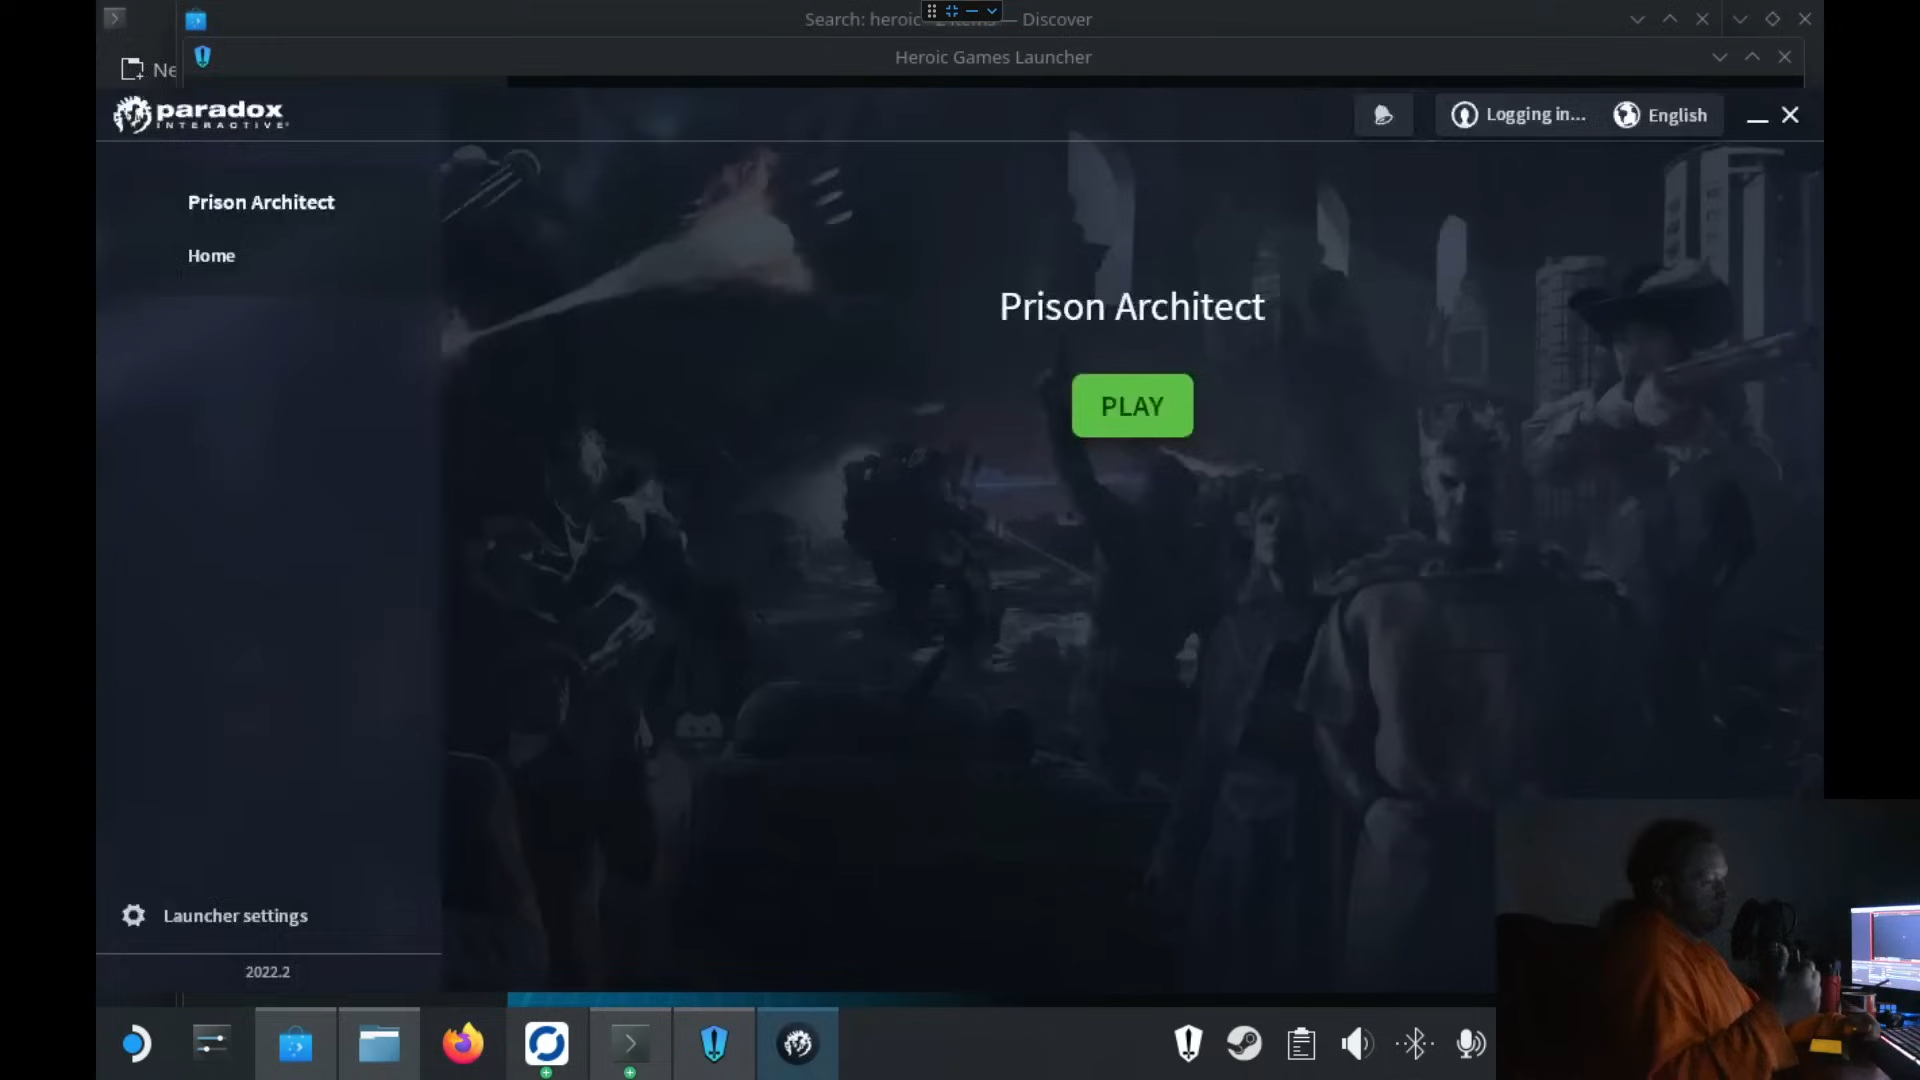 Search: heroic
— Discover
Ne
Heroic Games Launcher
paradox
INTERACTIVE
Logging in...
English
Prison Architect
Home
Prison Architect
PLAY
Launcher settings
2022.2